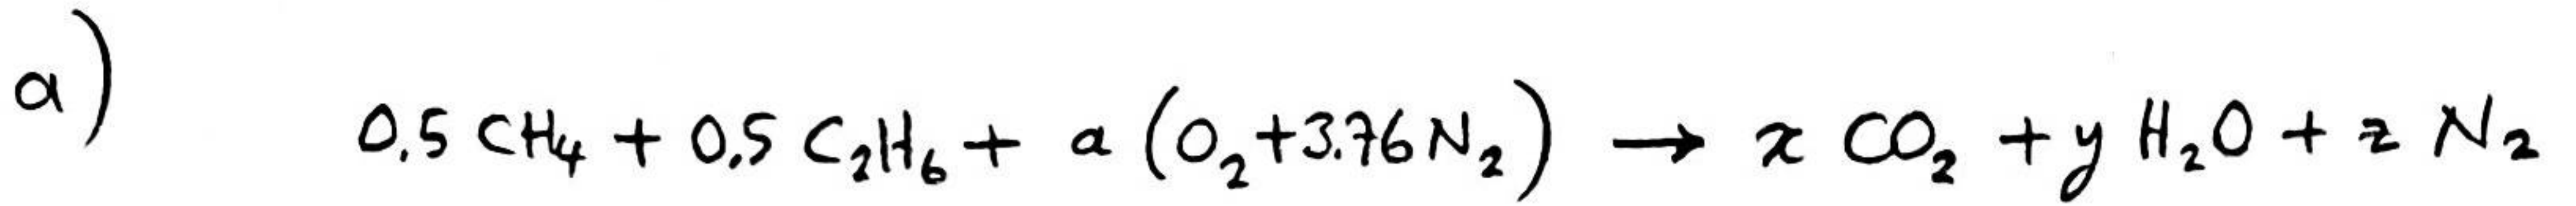 a) 0.5 CH₄ + 0.5 C₂H₆ + a (O₂ + 3.76 N₂) → x CO₂ + y H₂O + z N₂